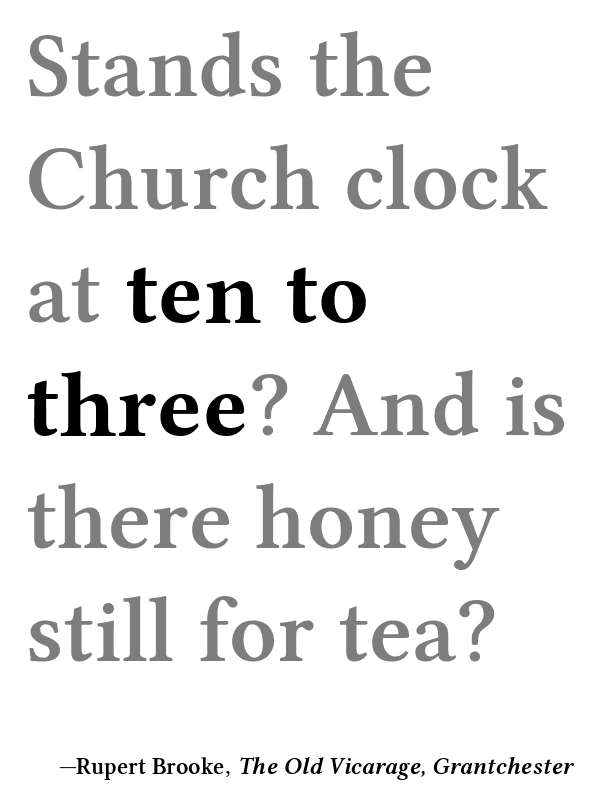 Stands the
Church clock
at ten to
three? And is
there honey
still for tea?
—Rupert Brooke, The Old Vicarage, Grantchester